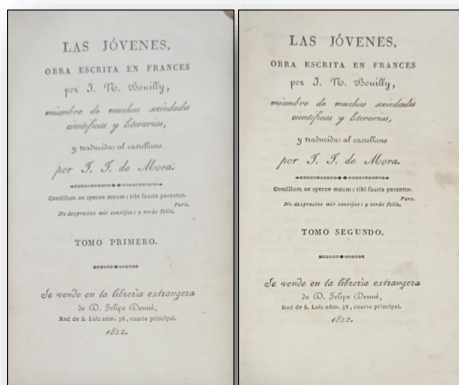 LAS JÓVENES,
OBRA ESCRITA EN FRANCES
por J. N. Bouilly,
miembro de muchas sociedades
científicas y literarias,
y traducida al castellano
por J. J. de Mora.
Consilium ne sperne meum: tibi fausta parantur.
Pers.
No desprecies mis consejos: y serás feliz.
TOMO PRIMERO.
Se vende en la librería extrangera
de D. Felipe Denné,
Red de S. Luis núm. 38, cuarto principal.
1822.
LAS JÓVENES,
OBRA ESCRITA EN FRANCES
por J. N. Bouilly,
miembro de muchas sociedades
científicas y literarias,
y traducida al castellano
por J. J. de Mora.
Consilium ne sperne meum: tibi fausta parantur.
Pers.
No desprecies mis consejos: y serás feliz.
TOMO SEGUNDO.
Se vende en la librería extrangera
de D. Felipe Denné,
Red de S. Luis núm. 38, cuarto principal.
1822.